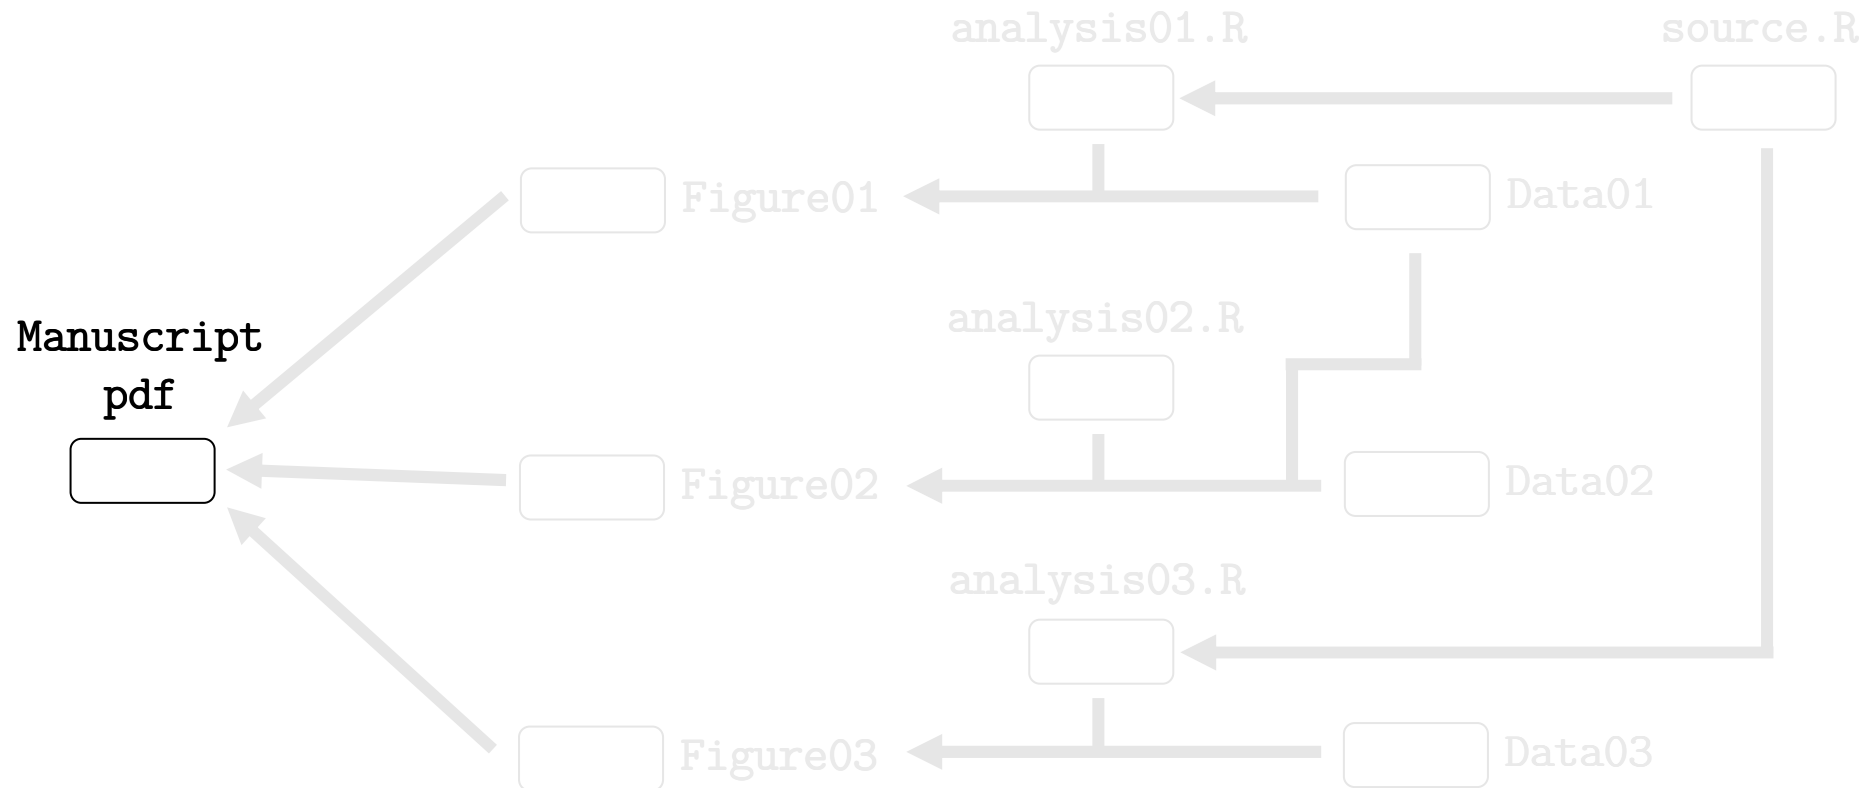 analysis01.R
source.R
Figure01
Data01
analysis02.R
Manuscript
pdf
Figure02
Data02
analysis03.R
Figure03
Data03